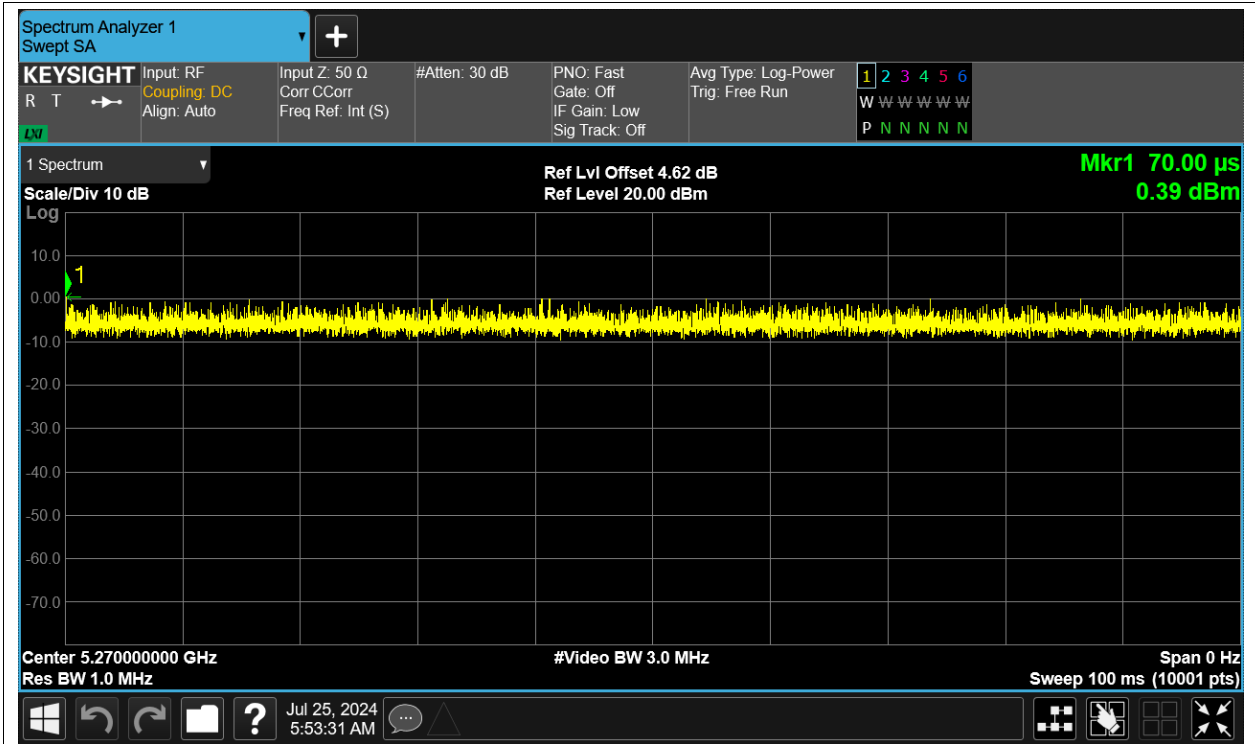 Spectrum Analyzer 1
Swept SA
+
KEYSIGHT
R T
LXI
Input: RF
Coupling: DC
Align: Auto
Input Z: 50 Ω
Corr CCorr
Freq Ref: Int (S)
#Atten: 30 dB
PNO: Fast
Gate: Off
IF Gain: Low
Sig Track: Off
Avg Type: Log-Power
Trig: Free Run
1 2 3 4 5 6
W W W W W W
P N N N N N
1 Spectrum
Scale/Div 10 dB
Log
Ref Lvl Offset 4.62 dB
Ref Level 20.00 dBm
Mkr1 70.00 µs
0.39 dBm
10.0
1
0.00
-10.0
-20.0
-30.0
-40.0
-50.0
-60.0
-70.0
Center 5.270000000 GHz
Res BW 1.0 MHz
#Video BW 3.0 MHz
Span 0 Hz
Sweep 100 ms (10001 pts)
?
Jul 25, 2024
5:53:31 AM